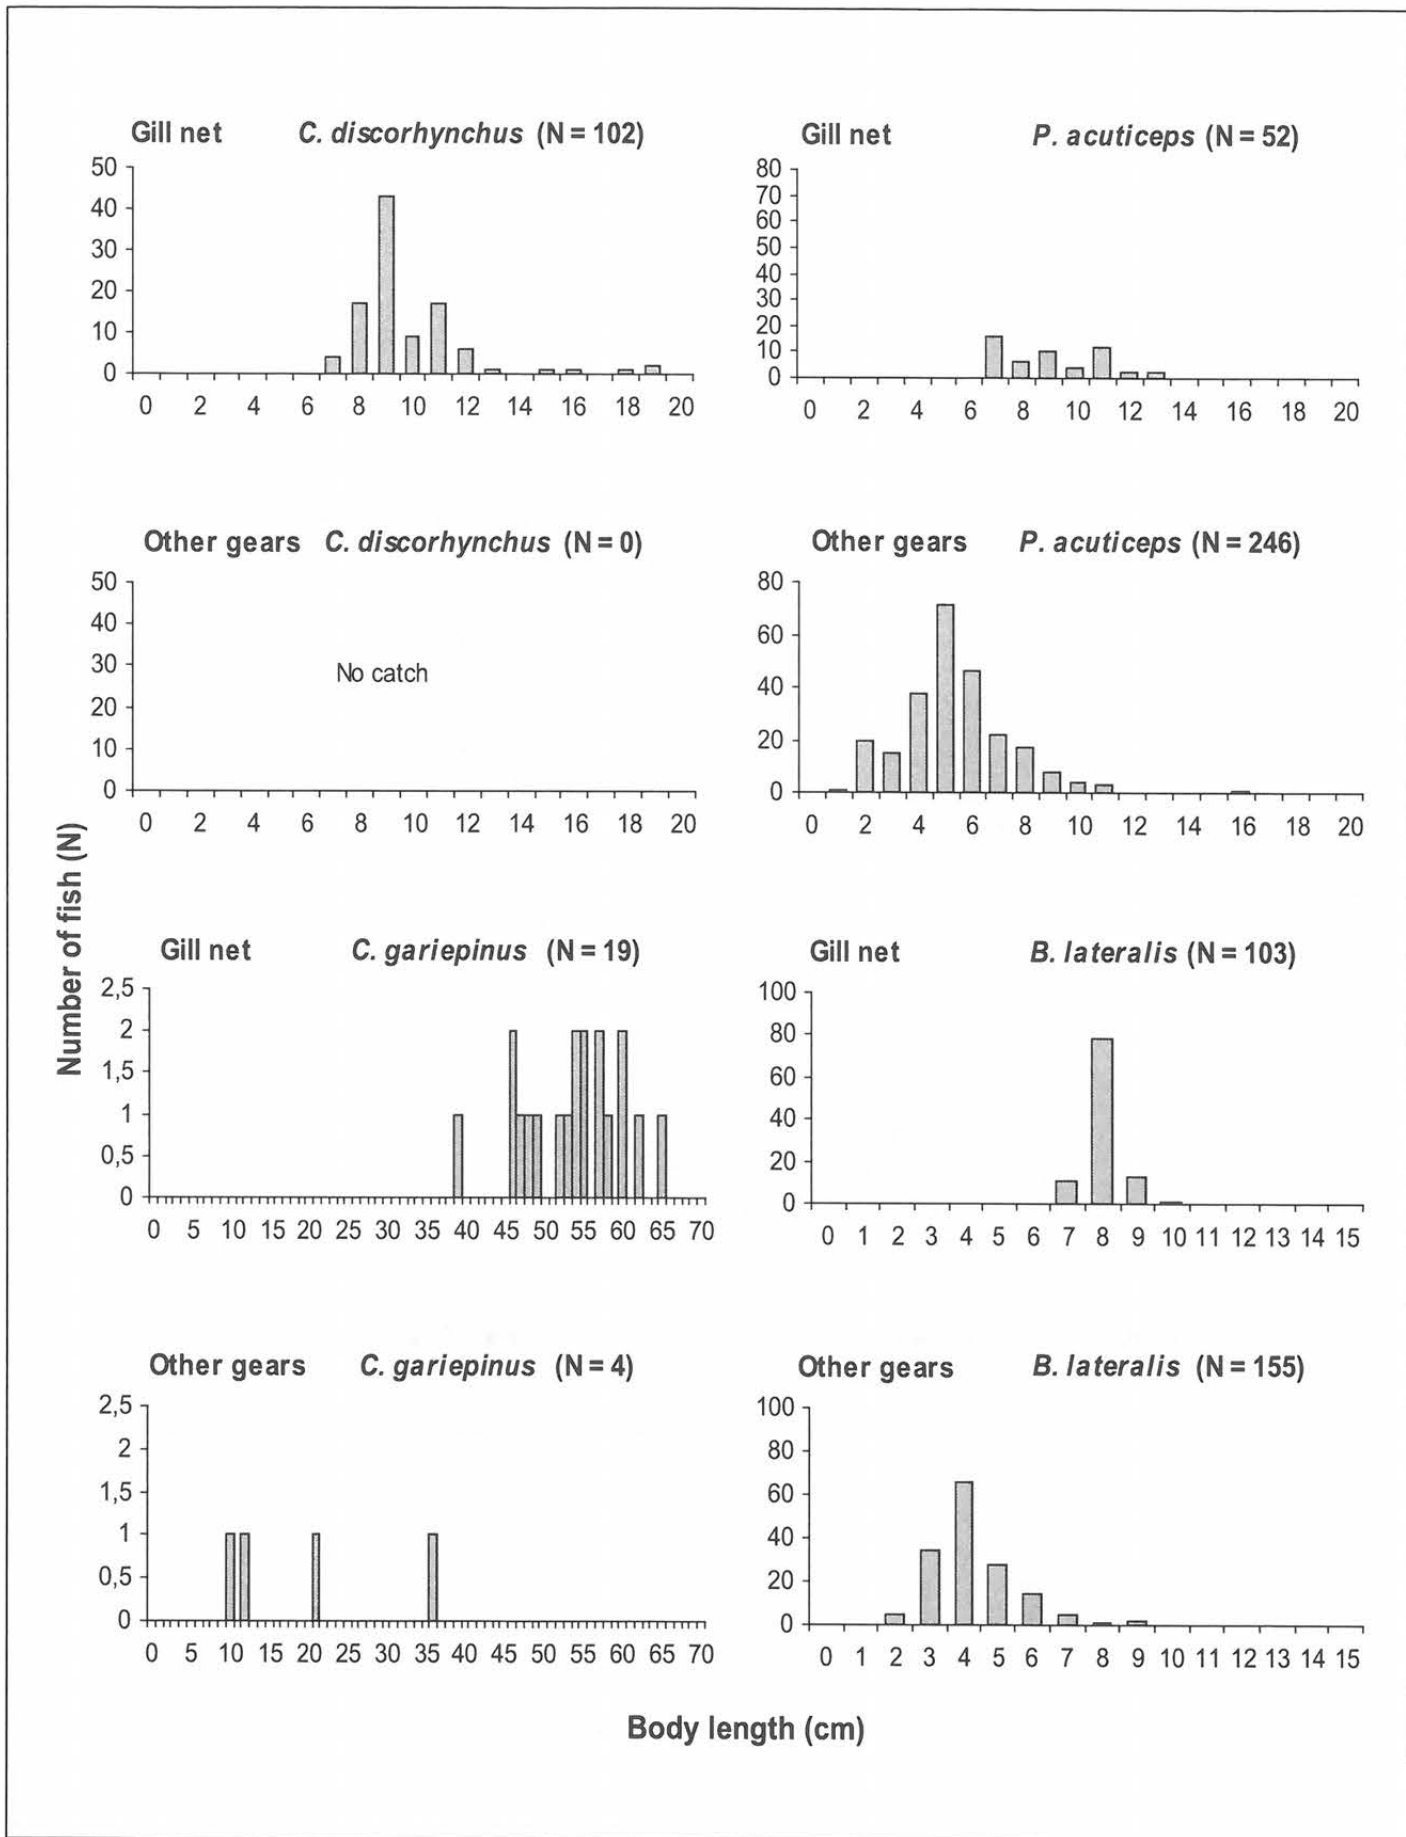 Gill net C. discorhynchus (N = 102)
50
40
30
20
10
0
0 2 4 6 8 10 12 14 16 18 20
Gill net P. acuticeps (N = 52)
80
70
60
50
40
30
20
10
0
0 2 4 6 8 10 12 14 16 18 20
Other gears C. discorhynchus (N = 0)
50
40
30
20
10
0
No catch
0 2 4 6 8 10 12 14 16 18 20
Other gears P. acuticeps (N = 246)
80
60
40
20
0
0 2 4 6 8 10 12 14 16 18 20
Number of fish (N)
Gill net C. gariepinus (N = 19)
2,5
2
1,5
1
0,5
0
0 5 10 15 20 25 30 35 40 45 50 55 60 65 70
Gill net B. lateralis (N = 103)
100
80
60
40
20
0
0 1 2 3 4 5 6 7 8 9 10 11 12 13 14 15
Other gears C. gariepinus (N = 4)
2,5
2
1,5
1
0,5
0
0 5 10 15 20 25 30 35 40 45 50 55 60 65 70
Other gears B. lateralis (N = 155)
100
80
60
40
20
0
0 1 2 3 4 5 6 7 8 9 10 11 12 13 14 15
Body length (cm)